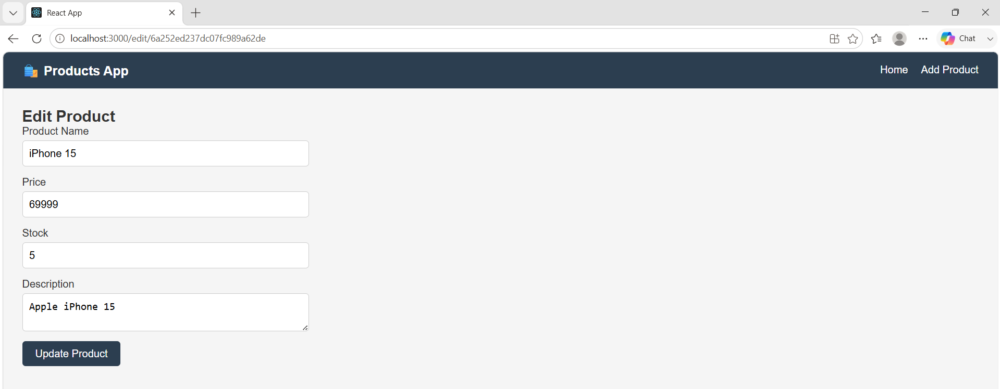 React App
localhost:3000/edit/6a252ed237dc07fc989a62de
Chat
Products App
Home Add Product
Edit Product
Product Name
iPhone 15
Price
69999
Stock
5
Description
Apple iPhone 15
Update Product